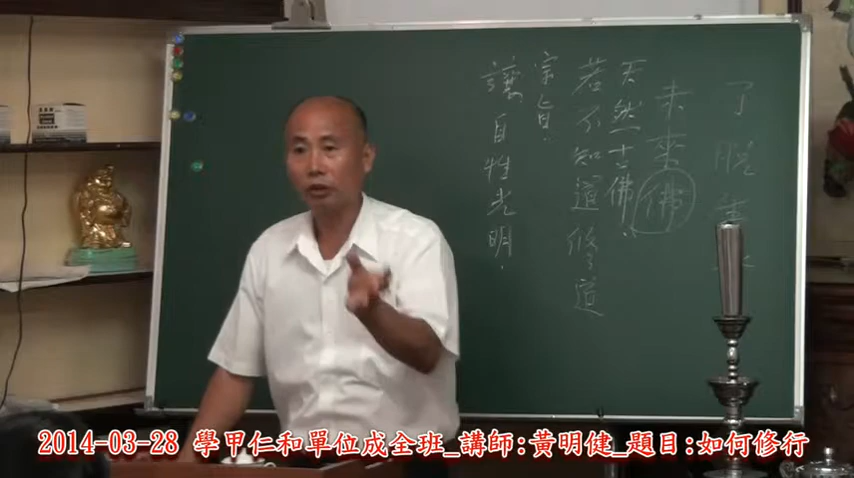 了脫
未來佛
天然古佛.
若不知道修道
宗旨.
讓自性光明.
2014-03-28 學甲仁和單位成全班_講師:黃明健_題目:如何修行